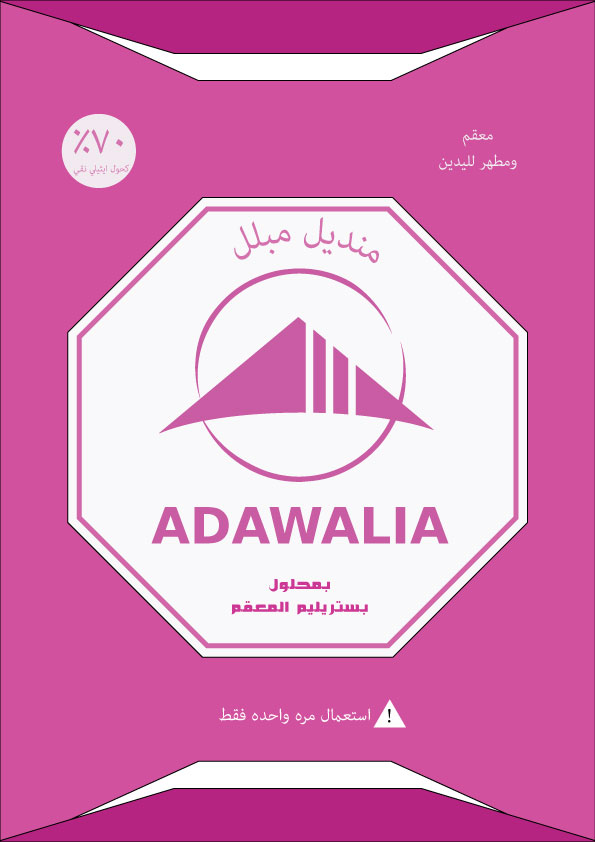 معقم
ومطهر لليدين
٪٧٠
كحول ايثيلي نقي
منديل مبلل
ADAWALIA
بمحلول
بستريليم المعقم
استعمال مره واحده فقط
!